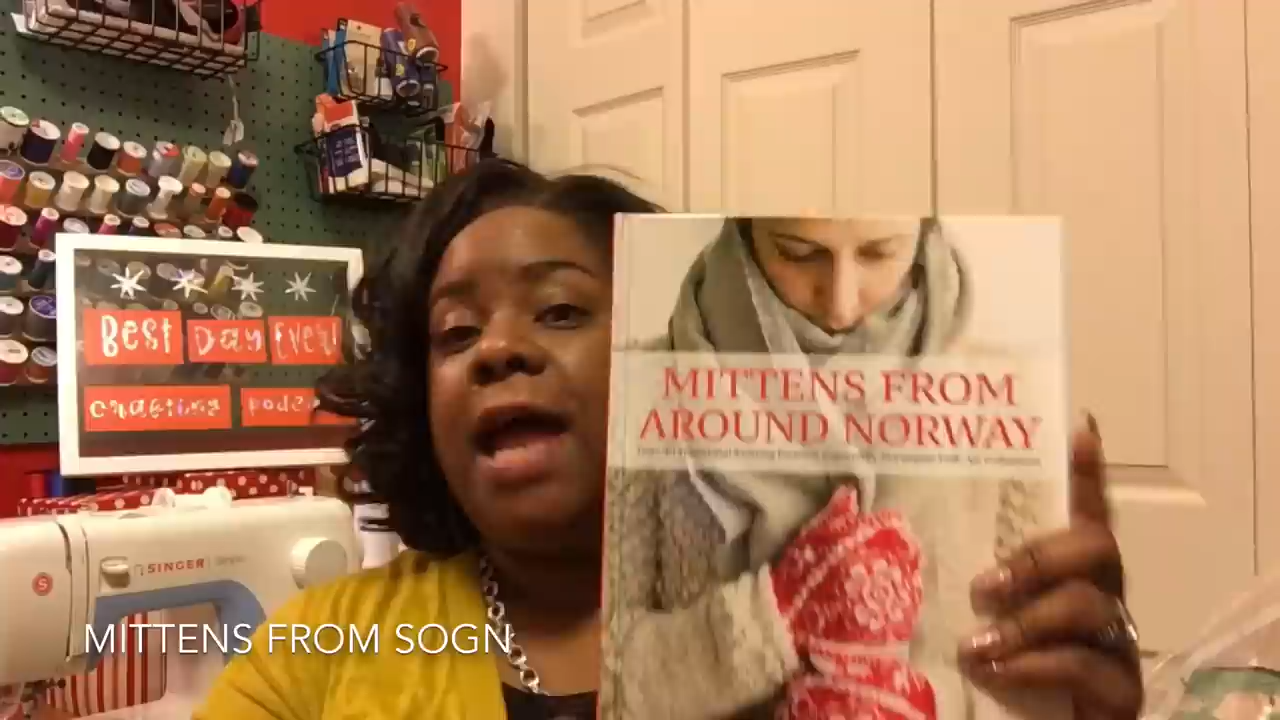 BEST DAY EVER!
crafting podc
SINGER
S
MITTENS FROM
AROUND NORWAY
MITTENS FROM SOGN